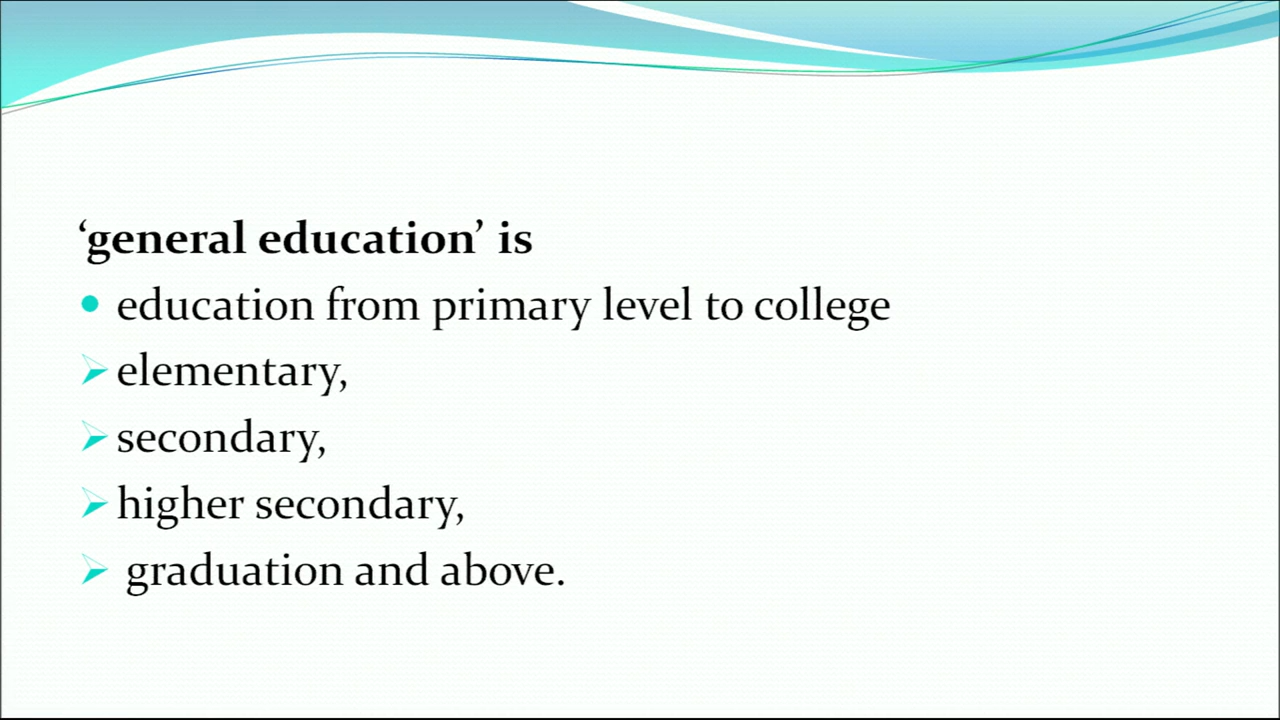 ‘general education’ is
education from primary level to college
elementary,
secondary,
higher secondary,
graduation and above.